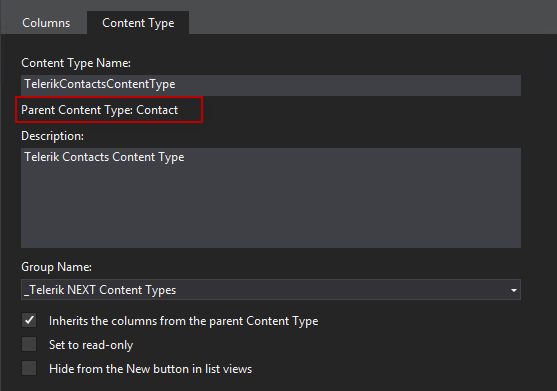 Columns
Content Type
Content Type Name:
TelerikContactsContentType
Parent Content Type: Contact
Description:
Telerik Contacts Content Type
Group Name:
_Telerik NEXT Content Types
Inherits the columns from the parent Content Type
Set to read-only
Hide from the New button in list views